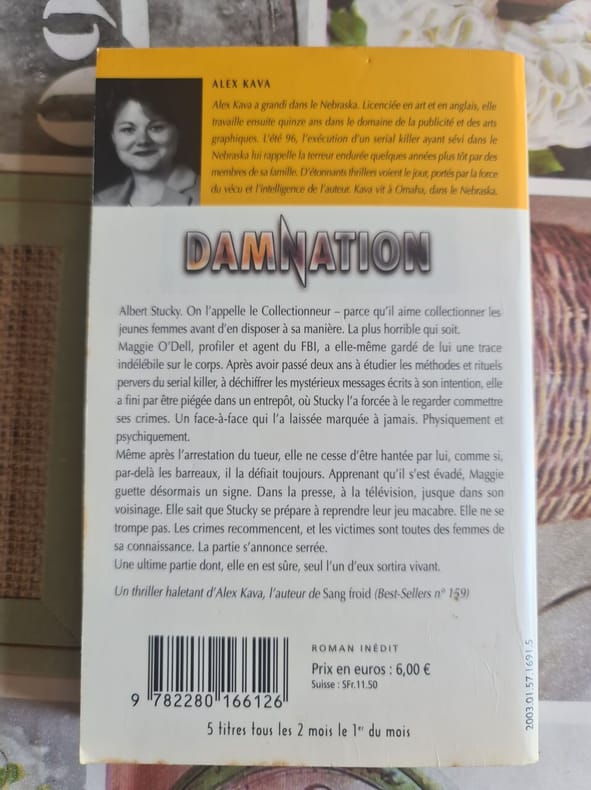 ALEX KAVA
Alex Kava a grandi dans le Nebraska. Licenciée en art et en anglais, elle
travaille ensuite quinze ans dans le domaine de la publicité et des arts
graphiques. L'été 96, l'exécution d'un serial killer ayant sévi dans le
Nebraska lui rappelle la terreur endurée quelques années plus tôt par des
membres de sa famille. D'étonnants thrillers voient le jour, portés par la force
du vécu et l'intelligence de l'auteur. Kava vit à Omaha, dans le Nebraska.
DAMNATION
Albert Stucky. On l'appelle le Collectionneur – parce qu'il aime collectionner les
jeunes femmes avant d'en disposer à sa manière. La plus horrible qui soit.
Maggie O'Dell, profiler et agent du FBI, a elle-même gardé de lui une trace
indélébile sur le corps. Après avoir passé deux ans à étudier les méthodes et rituels
pervers du serial killer, à déchiffrer les mystérieux messages écrits à son intention, elle
a fini par être piégée dans un entrepôt, où Stucky l'a forcée à le regarder commettre
ses crimes. Un face-à-face qui l'a laissée marquée à jamais. Physiquement et
psychiquement.
Même après l'arrestation du tueur, elle ne cesse d'être hantée par lui, comme si,
par-delà les barreaux, il la défiait toujours. Apprenant qu'il s'est évadé, Maggie
guette désormais un signe. Dans la presse, à la télévision, jusque dans son
voisinage. Elle sait que Stucky se prépare à reprendre leur jeu macabre. Elle ne se
trompe pas. Les crimes recommencent, et les victimes sont toutes des femmes de
sa connaissance. La partie s'annonce serrée.
Une ultime partie dont, elle en est sûre, seul l'un d'eux sortira vivant.
Un thriller haletant d'Alex Kava, l'auteur de Sang froid (Best-Sellers n° 159)
ROMAN INÉDIT
Prix en euros : 6,00 €
Suisse : SFr.11.50
9 782280 166126
5 titres tous les 2 mois le 1er du mois
2003.01.57.1691.5